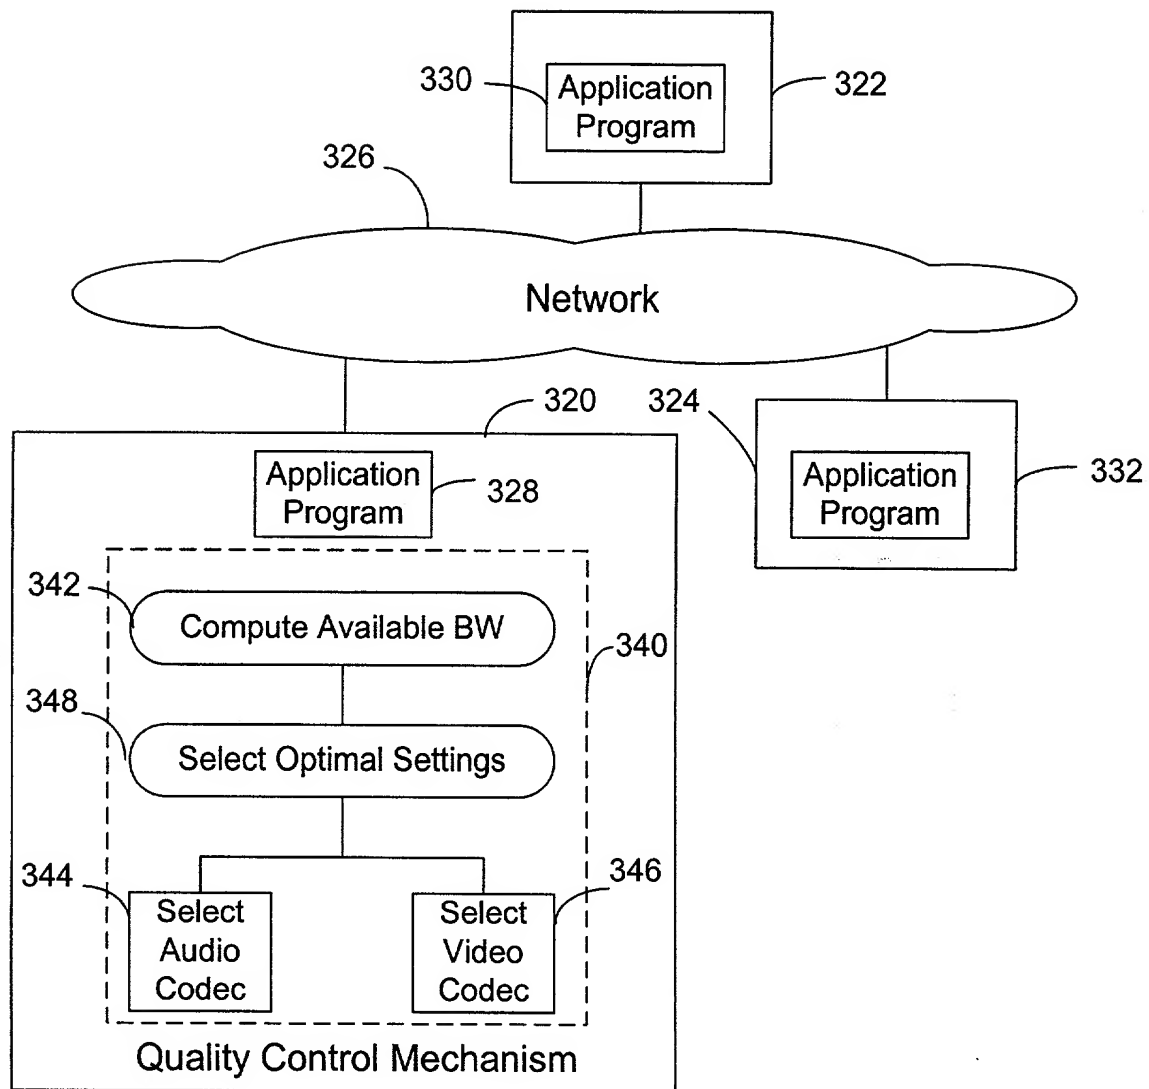 330
Application
Program
322
326
Network
320
324
Application
Program
328
Application
Program
332
342
Compute Available BW
340
348
Select Optimal Settings
344
Select
Audio
Codec
Select
Video
Codec
346
Quality Control Mechanism